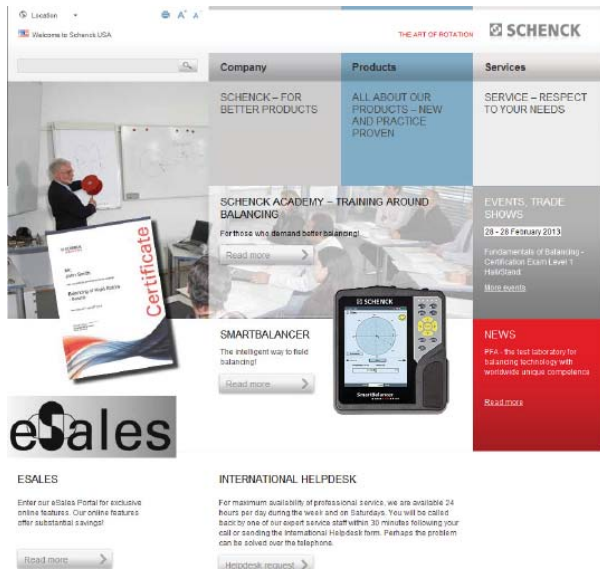 Location
Welcome to Schenck USA
THE ART OF ROTATION
SCHENCK
Company
Products
Services
SCHENCK – FOR
BETTER PRODUCTS
ALL ABOUT OUR
PRODUCTS – NEW
AND PRACTICE
PROVEN
SERVICE – RESPECT
TO YOUR NEEDS
SCHENCK ACADEMY – TRAINING AROUND
BALANCING
For those who demand better balancing!
Read more
EVENTS, TRADE
SHOWS
28 - 28 February 2013
Fundamentals of Balancing -
Certification Exam Level 1
More events
SCHENCK
John Smith
Certificate
SMARTBALANCER
The intelligent way to field
balancing!
Read more
SCHENCK
SmartBalancer
NEWS
PFA - the test laboratory for
balancing technology with
worldwide unique competence
Read more
eSales
ESALES
Enter our eSales Portal for exclusive
online features. Our online features
offer substantial savings!
Read more
INTERNATIONAL HELPDESK
For maximum availability of professional service, we are available 24
hours per day during the week and on Saturdays. You will be called
back by one of our expert service staff within 30 minutes following your
call or sending the International Helpdesk form. Perhaps the problem
can be solved over the telephone.
Helpdesk request